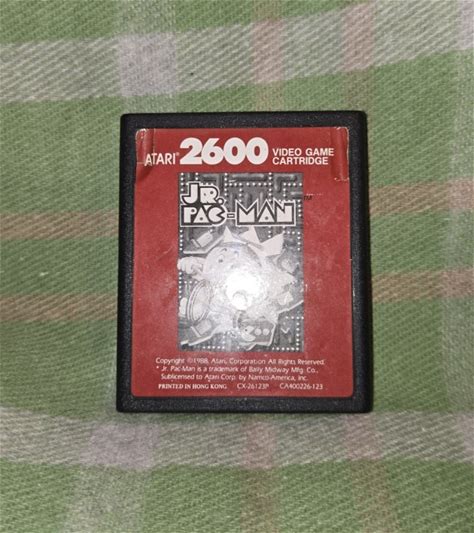 ATARI® 2600 VIDEO GAME
CARTRIDGE
JR.
PAC-MAN™
Copyright ©1988, Atari, Corporation All Rights Reserved.
* Jr. Pac-Man is a trademark of Bally Midway Mfg. Co.,
Sublicensed to Atari Corp. by Namco-America, Inc.
PRINTED IN HONG KONG CX-26123P CA400226-123